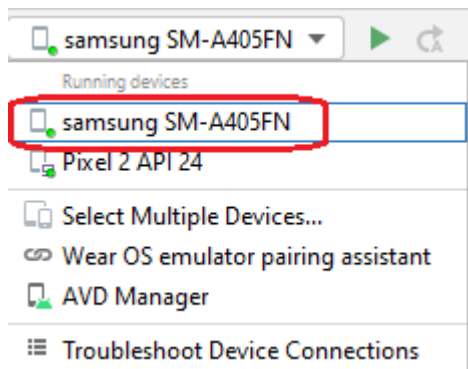 samsung SM-A405FN
Running devices
samsung SM-A405FN
Pixel 2 API 24
Select Multiple Devices...
Wear OS emulator pairing assistant
AVD Manager
Troubleshoot Device Connections